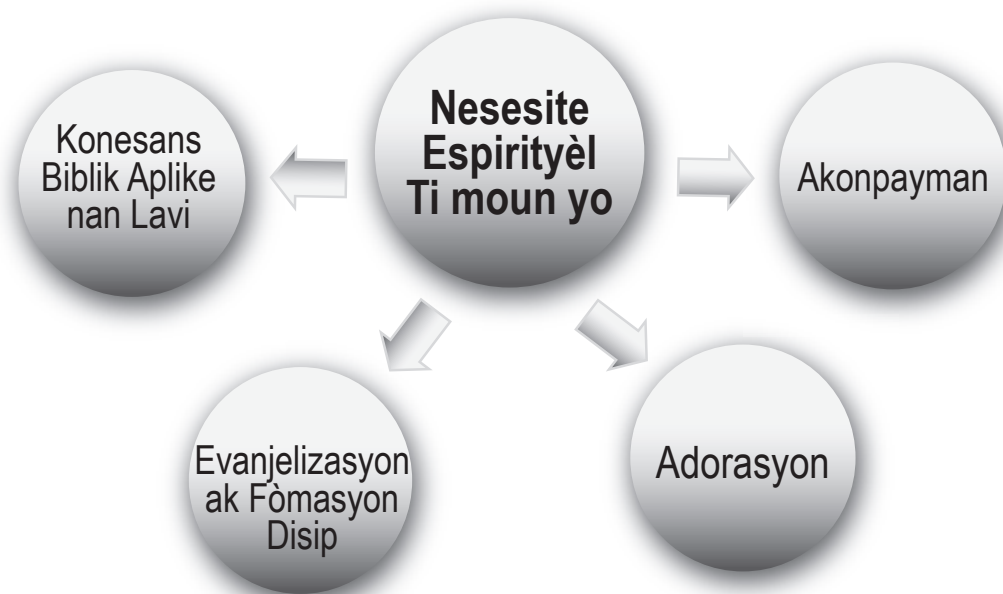 Nesesite
Espirityèl
Ti moun yo
Konesans
Biblik Aplike
nan Lavi
Akonpayman
Evanjelizasyon
ak Fòmasyon
Disip
Adorasyon